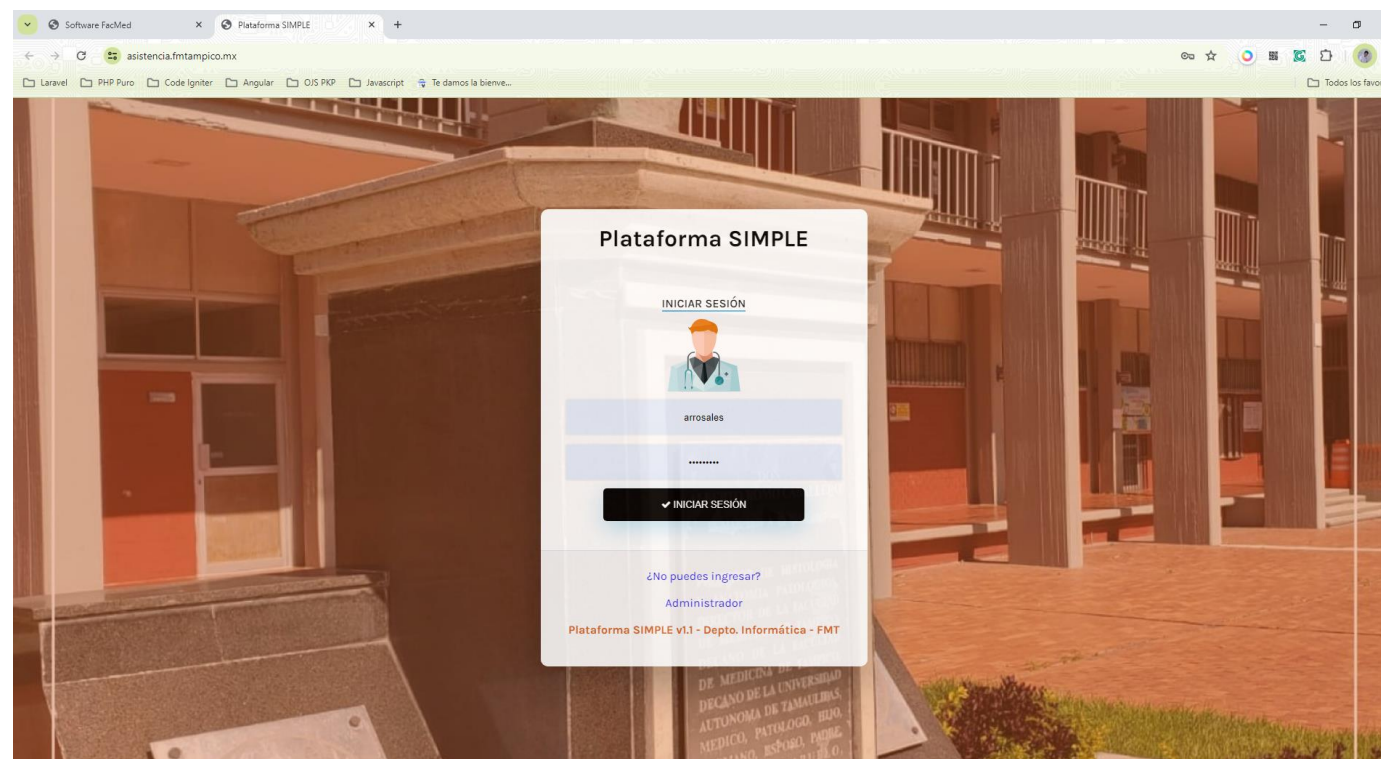 Software FacMed
Plataforma SIMPLE
asistencia.fmtampico.mx
Laravel
PHP Puro
Code Igniter
Angular
OJS PKP
Javascript
Te damos la bienve...
Todos los favo
Plataforma SIMPLE
INICIAR SESIÓN
arrosales
•••••••••
INICIAR SESIÓN
¿No puedes ingresar?
Administrador
Plataforma SIMPLE v1.1 - Depto. Informática - FMT
DE MEDICINA DE
DECANO DE LA UNIVERSIDAD
AUTONOMA DE TAMAULIPAS,
MEDICO, PATOLOGO, HIJO,
ESPOSO, PADRE,